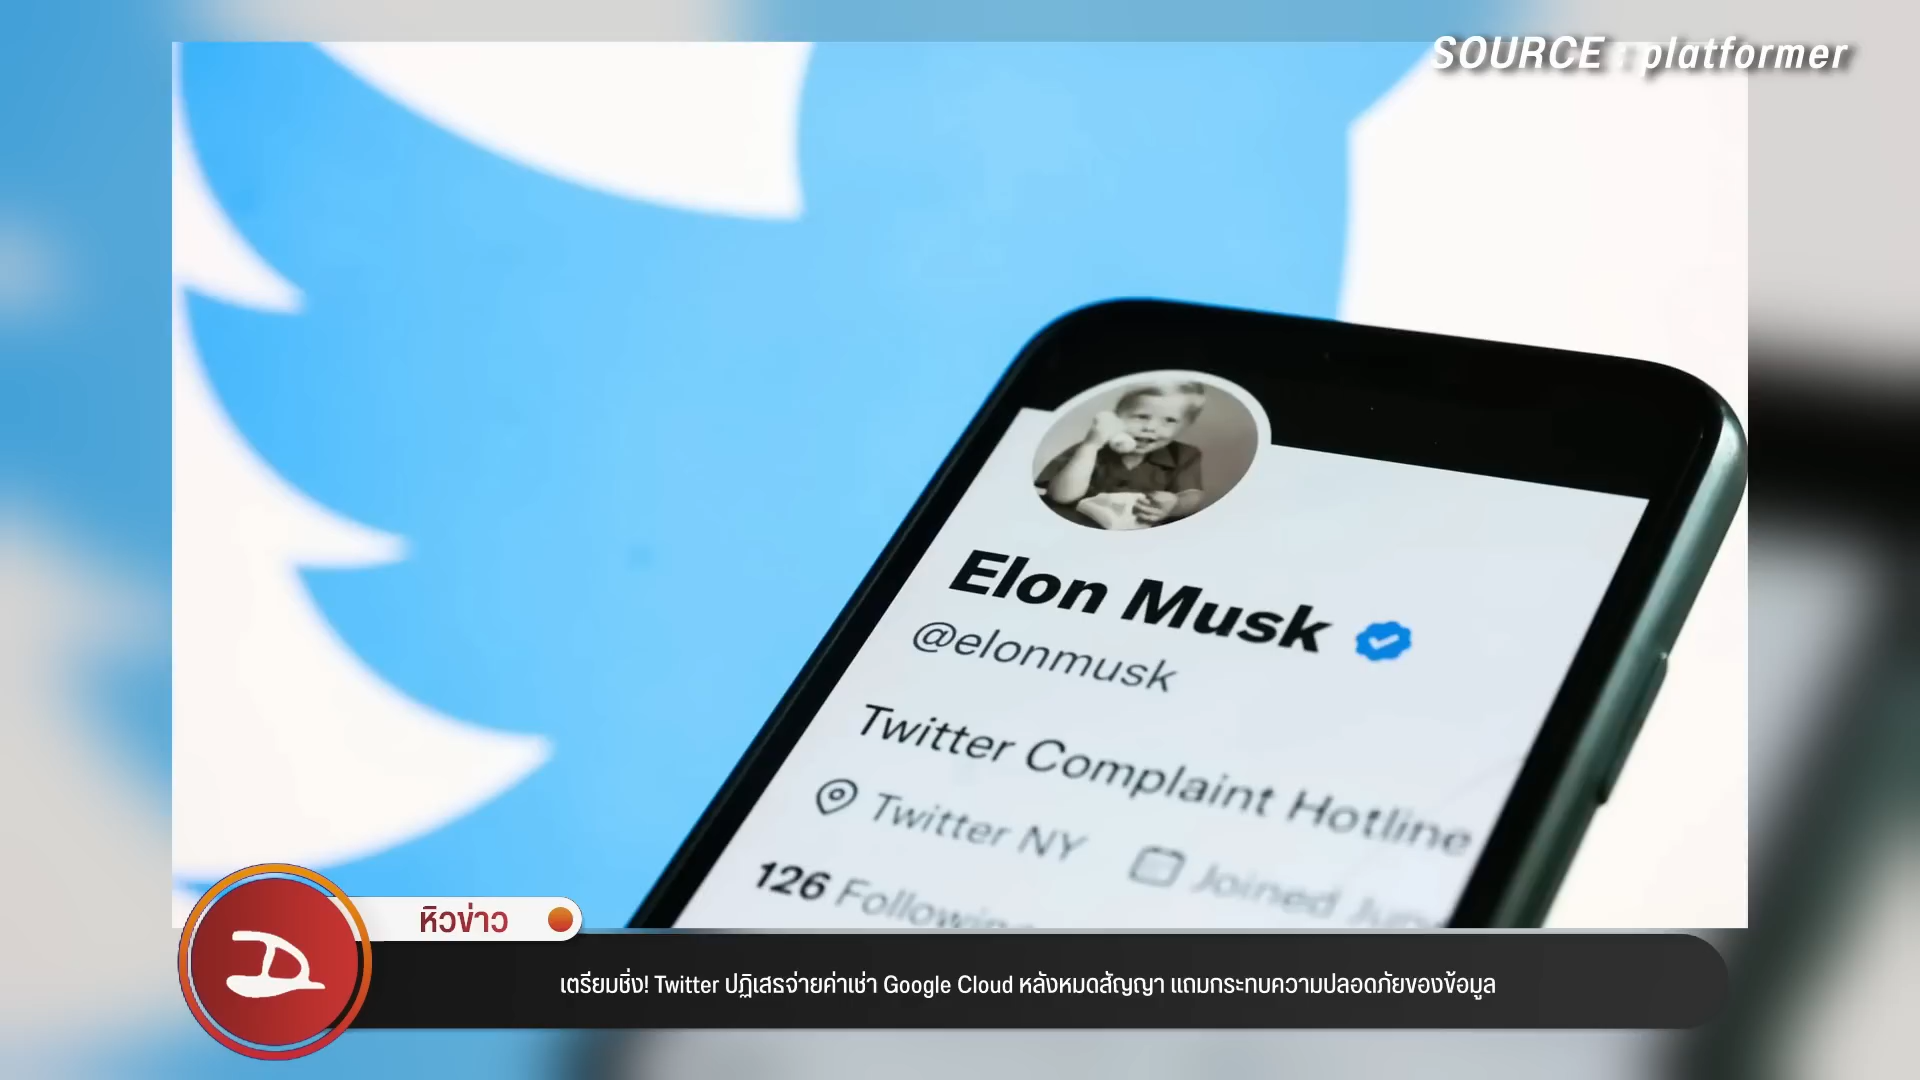 SOURCE : platformer
Elon Musk
@elonmusk
Twitter Complaint Hotline
Twitter NY Joined June
126 Following
หิวข่าว
เตรียมชิ่ง! Twitter ปฏิเสธจ่ายค่าเช่า Google Cloud หลังหมดสัญญา แถมกระทบความปลอดภัยของข้อมูล